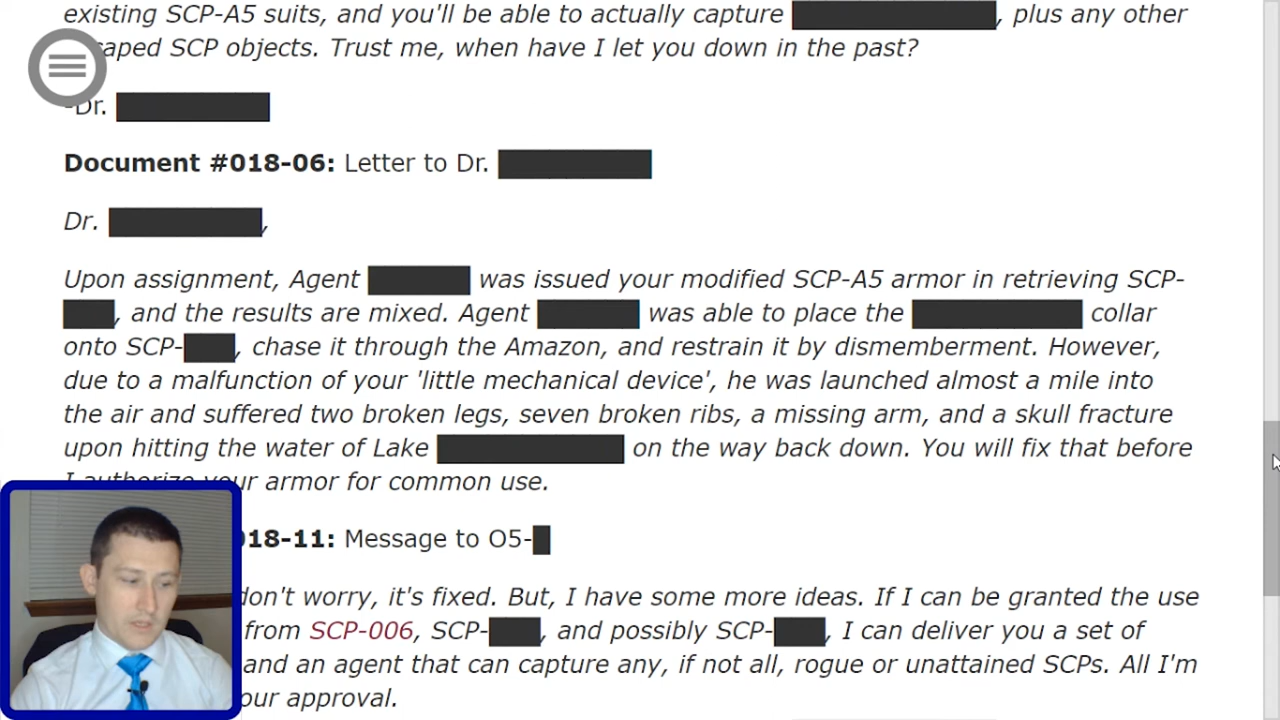 existing SCP-A5 suits, and you'll be able to actually capture ████████████, plus any other
caped SCP objects. Trust me, when have I let you down in the past?
-Dr. █████████
Document #018-06: Letter to Dr. █████████
Dr. █████████,
Upon assignment, Agent ██████ was issued your modified SCP-A5 armor in retrieving SCP-
███, and the results are mixed. Agent ██████ was able to place the ██████████ collar
onto SCP-███, chase it through the Amazon, and restrain it by dismemberment. However,
due to a malfunction of your 'little mechanical device', he was launched almost a mile into
the air and suffered two broken legs, seven broken ribs, a missing arm, and a skull fracture
upon hitting the water of Lake ███████████ on the way back down. You will fix that before
I authorize your armor for common use.
018-11: Message to O5-█
don't worry, it's fixed. But, I have some more ideas. If I can be granted the use
from SCP-006, SCP-███, and possibly SCP-███, I can deliver you a set of
and an agent that can capture any, if not all, rogue or unattained SCPs. All I'm
our approval.